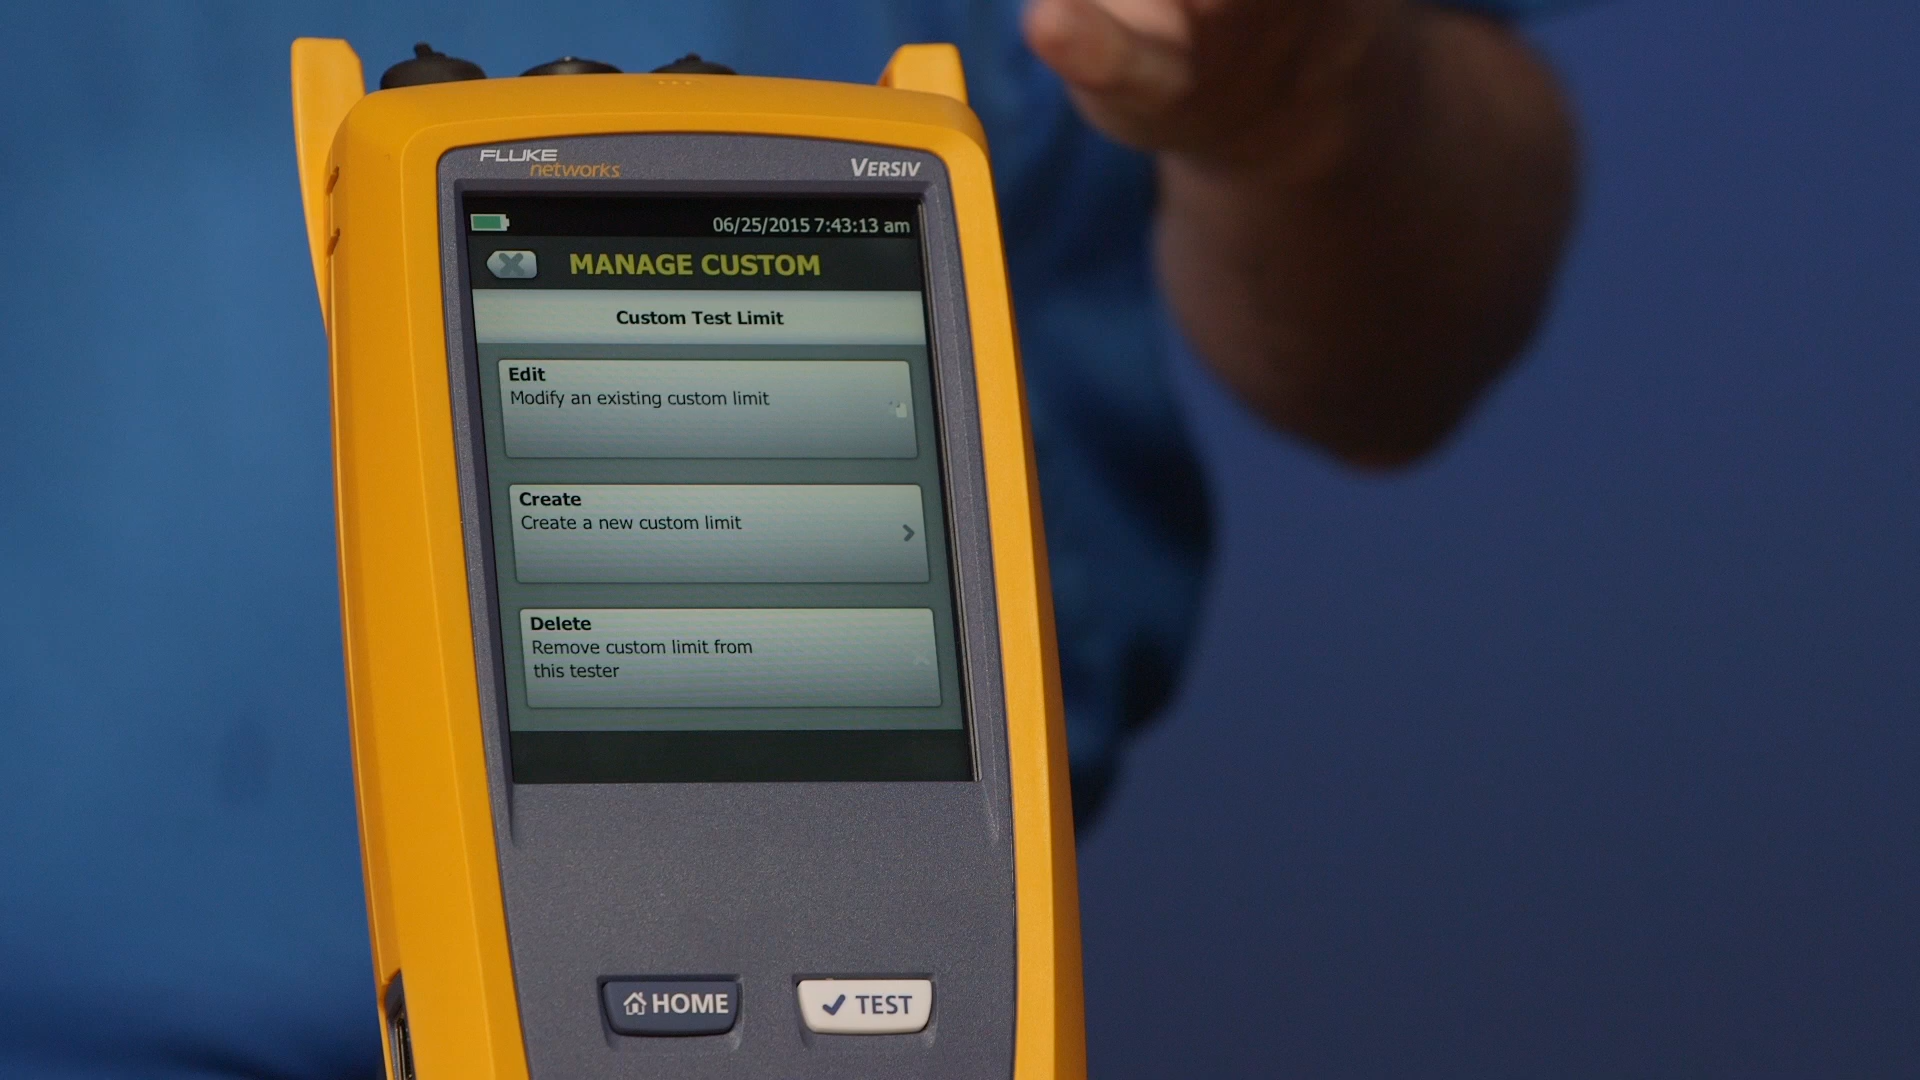 FLUKE
networks
VERSIV
06/25/2015 7:43:13 am
MANAGE CUSTOM
Custom Test Limit
Edit
Modify an existing custom limit
Create
Create a new custom limit
Delete
Remove custom limit from
this tester
HOME
TEST